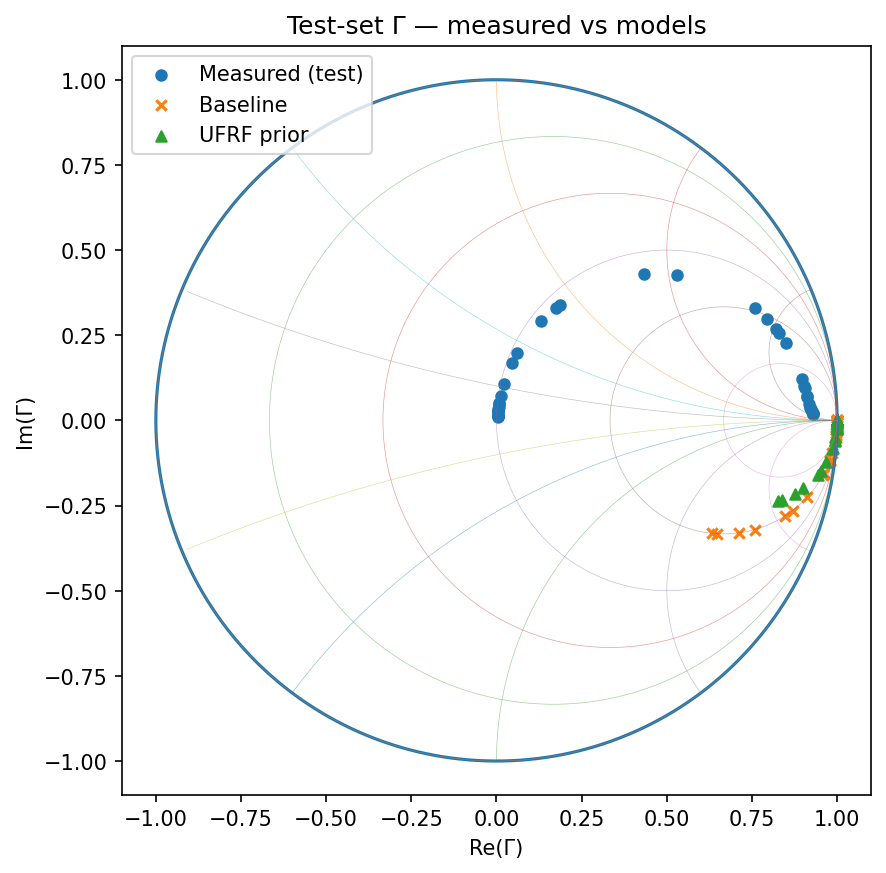 Test-set Γ — measured vs models
Measured (test)
Baseline
UFRF prior
1.00
0.75
0.50
0.25
0.00
−0.25
−0.50
−0.75
−1.00
Im(Γ)
−1.00 −0.75 −0.50 −0.25 0.00 0.25 0.50 0.75 1.00
Re(Γ)